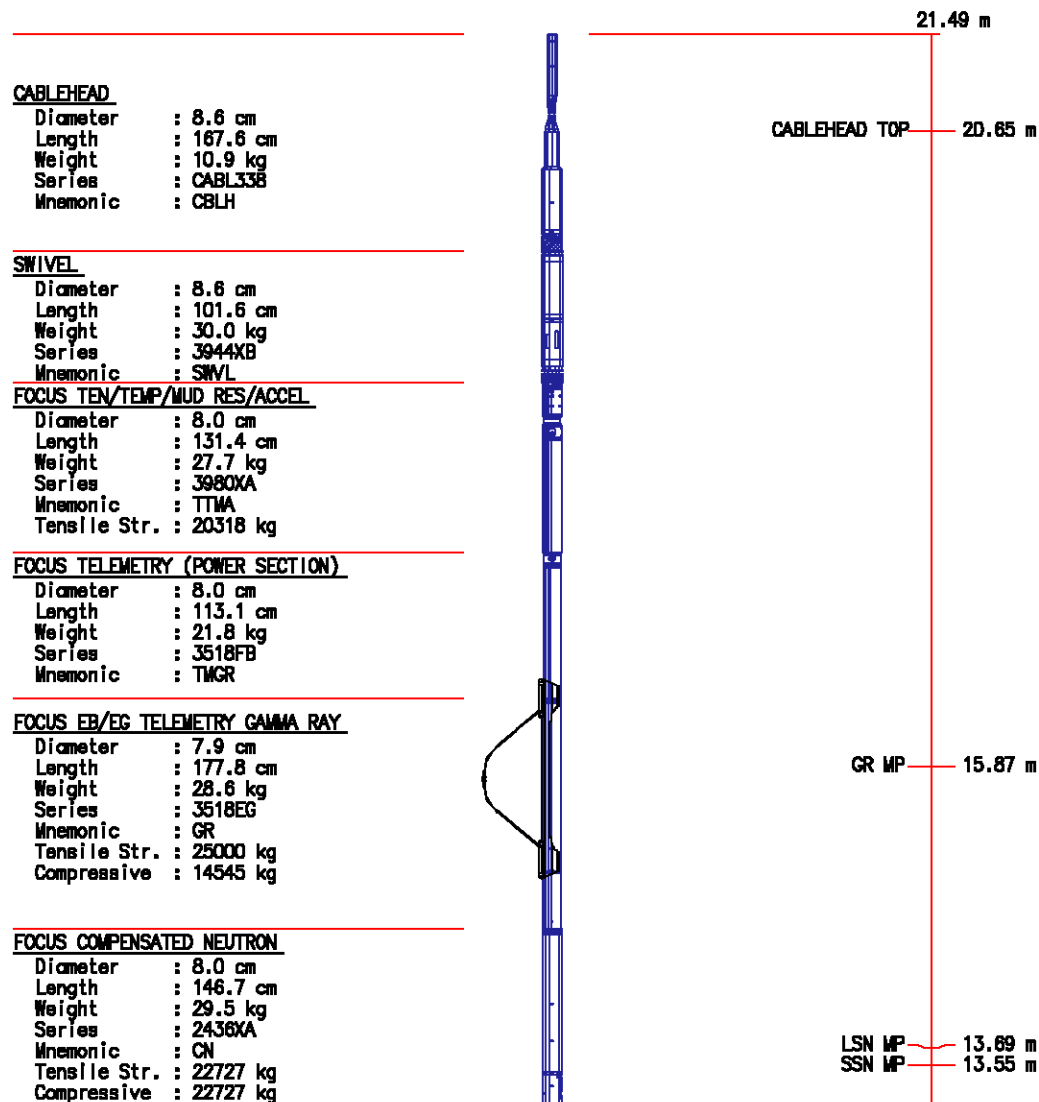 21.49 m
CABLEHEAD
Diameter : 8.6 cm
Length : 167.6 cm
Weight : 10.9 kg
Series : CABL338
Mnemonic : CBLH
CABLEHEAD TOP 20.65 m
SWIVEL
Diameter : 8.6 cm
Length : 101.6 cm
Weight : 30.0 kg
Series : 3944XB
Mnemonic : SWVL
FOCUS TEN/TEMP/MUD RES/ACCEL
Diameter : 8.0 cm
Length : 131.4 cm
Weight : 27.7 kg
Series : 3980XA
Mnemonic : TTMA
Tensile Str. : 20318 kg
FOCUS TELEMETRY (POWER SECTION)
Diameter : 8.0 cm
Length : 113.1 cm
Weight : 21.8 kg
Series : 3518FB
Mnemonic : TMGR
FOCUS EB/EG TELEMETRY GAMMA RAY
Diameter : 7.9 cm
Length : 177.8 cm
Weight : 28.6 kg
Series : 3518EG
Mnemonic : GR
Tensile Str. : 25000 kg
Compressive : 14545 kg
GR MP 15.87 m
FOCUS COMPENSATED NEUTRON
Diameter : 8.0 cm
Length : 146.7 cm
Weight : 29.5 kg
Series : 2436XA
Mnemonic : CN
Tensile Str. : 22727 kg
Compressive : 22727 kg
LSN MP 13.69 m
SSN MP 13.55 m